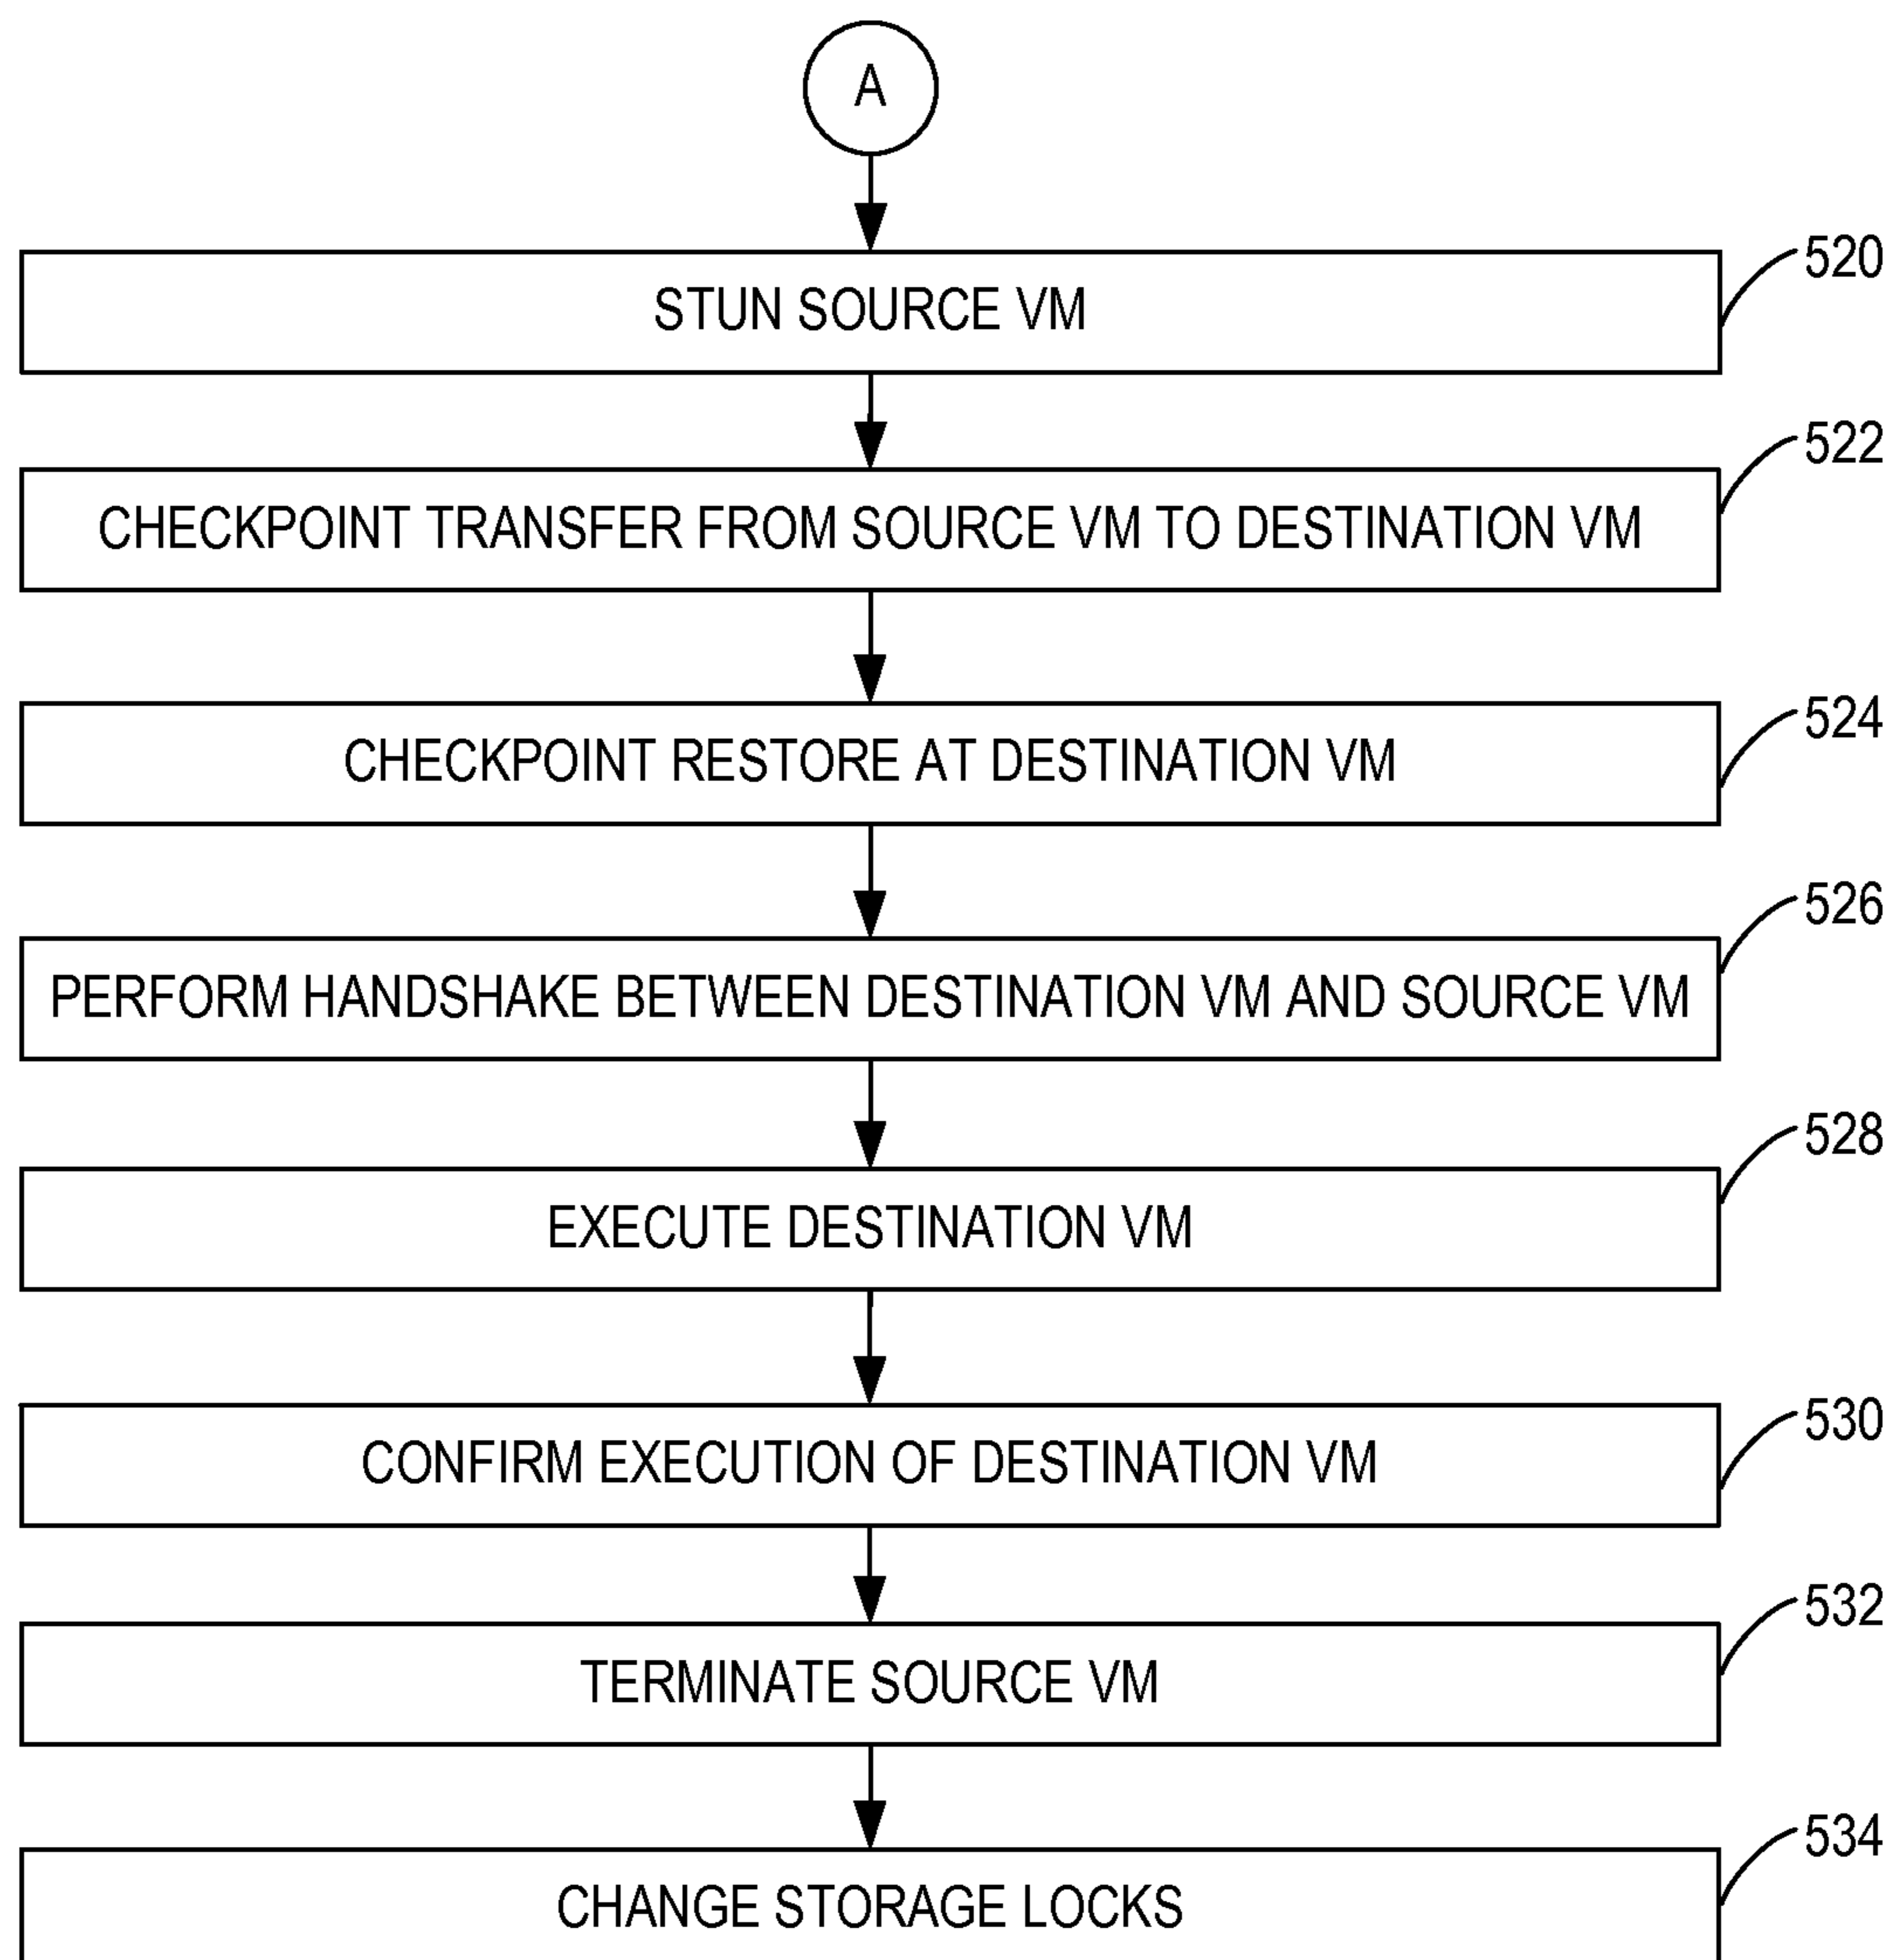 A
520
STUN SOURCE VM
522
CHECKPOINT TRANSFER FROM SOURCE VM TO DESTINATION VM
524
CHECKPOINT RESTORE AT DESTINATION VM
526
PERFORM HANDSHAKE BETWEEN DESTINATION VM AND SOURCE VM
528
EXECUTE DESTINATION VM
530
CONFIRM EXECUTION OF DESTINATION VM
532
TERMINATE SOURCE VM
534
CHANGE STORAGE LOCKS